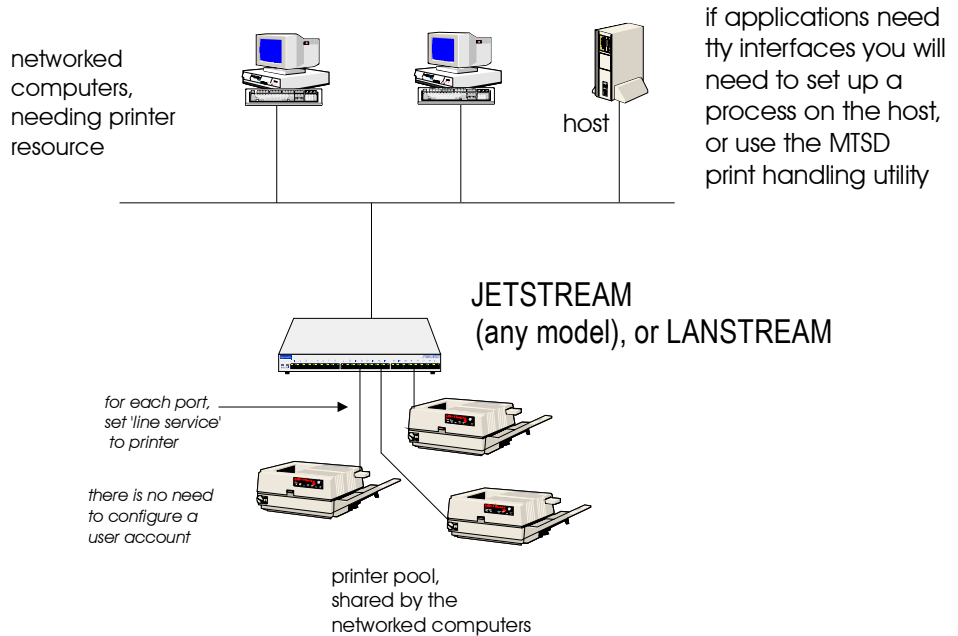 networked
computers,
needing printer
resource
host
if applications need
tty interfaces you will
need to set up a
process on the host,
or use the MTSD
print handling utility
JETSTREAM
(any model), or LANSTREAM
for each port,
set 'line service'
to printer
there is no need
to configure a
user account
printer pool,
shared by the
networked computers